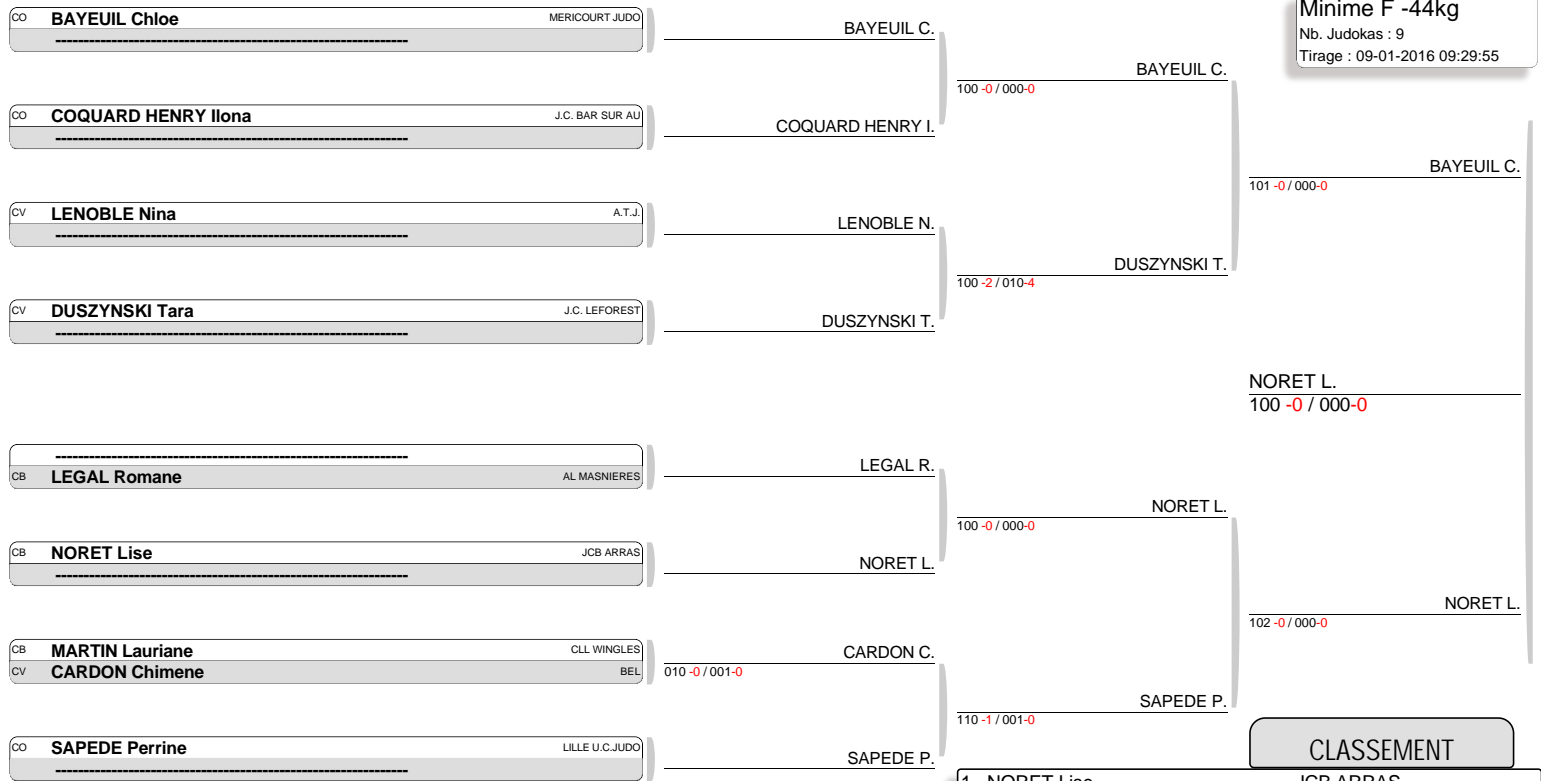 Minime F -44kg
Nb. Judokas : 9
Tirage : 09-01-2016 09:29:55
CO BAYEUIL Chloe MERICOURT JUDO
------------------------------------------------------------
CO COQUARD HENRY Ilona J.C. BAR SUR AU
------------------------------------------------------------
CV LENOBLE Nina A.T.J.
------------------------------------------------------------
CV DUSZYNSKI Tara J.C. LEFOREST
------------------------------------------------------------
------------------------------------------------------------
CB LEGAL Romane AL MASNIERES
CB NORET Lise JCB ARRAS
------------------------------------------------------------
CB MARTIN Lauriane CLL WINGLES
CV CARDON Chimene BEL
CO SAPEDE Perrine LILLE U.C.JUDO
------------------------------------------------------------
BAYEUIL C.
COQUARD HENRY I.
LENOBLE N.
DUSZYNSKI T.
LEGAL R.
NORET L.
CARDON C.
010 -0 / 001-0
SAPEDE P.
BAYEUIL C.
100 -0 / 000-0
DUSZYNSKI T.
100 -2 / 010-4
NORET L.
100 -0 / 000-0
SAPEDE P.
110 -1 / 001-0
BAYEUIL C.
101 -0 / 000-0
NORET L.
100 -0 / 000-0
NORET L.
102 -0 / 000-0
CLASSEMENT
1 NORET Lise JCB ARRAS